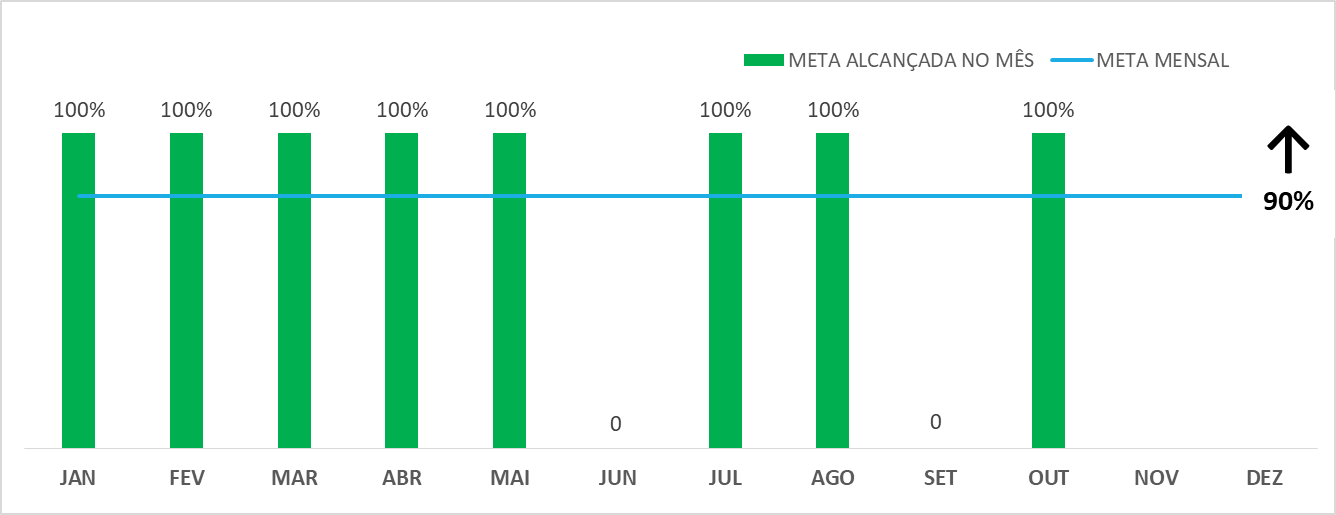 META ALCANÇADA NO MÊS META MENSAL
100% 100% 100% 100% 100% 100% 100% 100%
90%
0 0
JAN FEV MAR ABR MAI JUN JUL AGO SET OUT NOV DEZ